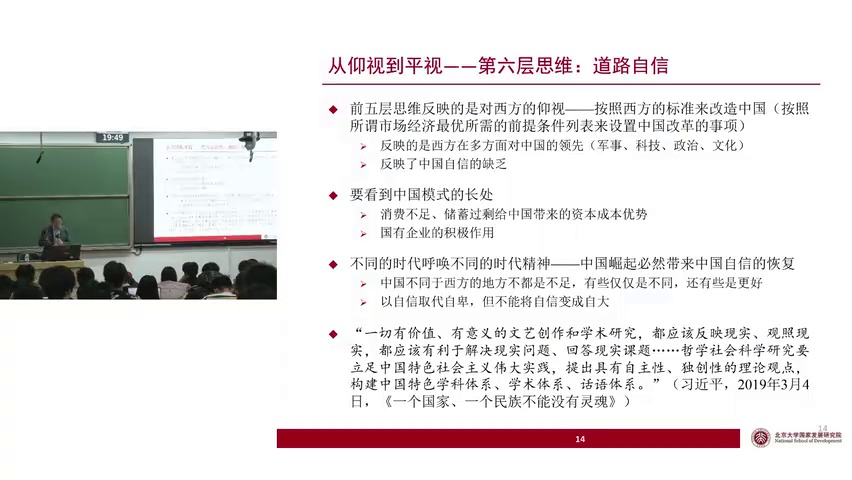 从仰视到平视——第六层思维：道路自信
前五层思维反映的是对西方的仰视——按照西方的标准来改造中国（按照
所谓市场经济最优所需的前提条件列表来设置中国改革的事项）
反映的是西方在多方面对中国的领先（军事、科技、政治、文化）
反映了中国自信的缺乏
要看到中国模式的长处
消费不足、储蓄过剩给中国带来的资本成本优势
国有企业的积极作用
不同的时代呼唤不同的时代精神——中国崛起必然带来中国自信的恢复
中国不同于西方的地方不都是不足，有些仅仅是不同，还有些是更好
以自信取代自卑，但不能将自信变成自大
“一切有价值、有意义的文艺创作和学术研究，都应该反映现实、观照现
实，都应该有利于解决现实问题、回答现实课题……哲学社会科学研究要
立足中国特色社会主义伟大实践，提出具有自主性、独创性的理论观点，
构建中国特色学科体系、学术体系、话语体系。”（习近平，2019年3月4
日，《一个国家、一个民族不能没有灵魂》）
19:49
14
14
北京大学国家发展研究院
National School of Development